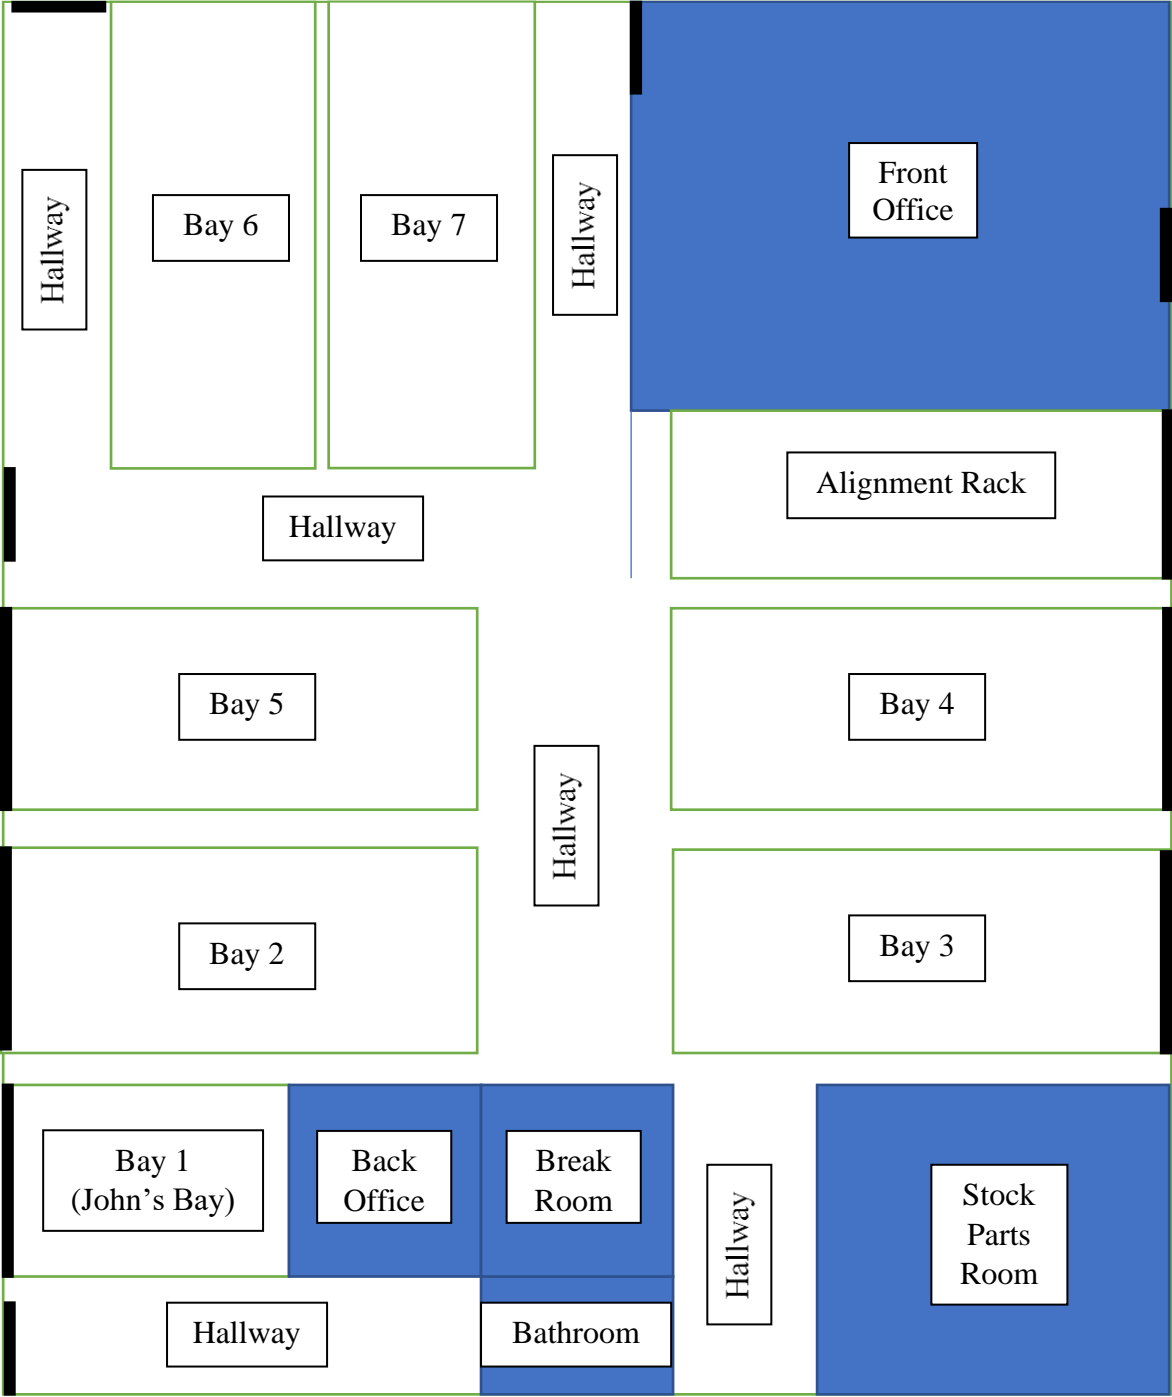 Hallway
Bay 6
Bay 7
Hallway
Front
Office
Hallway
Alignment Rack
Bay 5
Bay 4
Hallway
Bay 2
Bay 3
Bay 1
(John's Bay)
Back
Office
Break
Room
Hallway
Stock
Parts
Room
Hallway
Bathroom